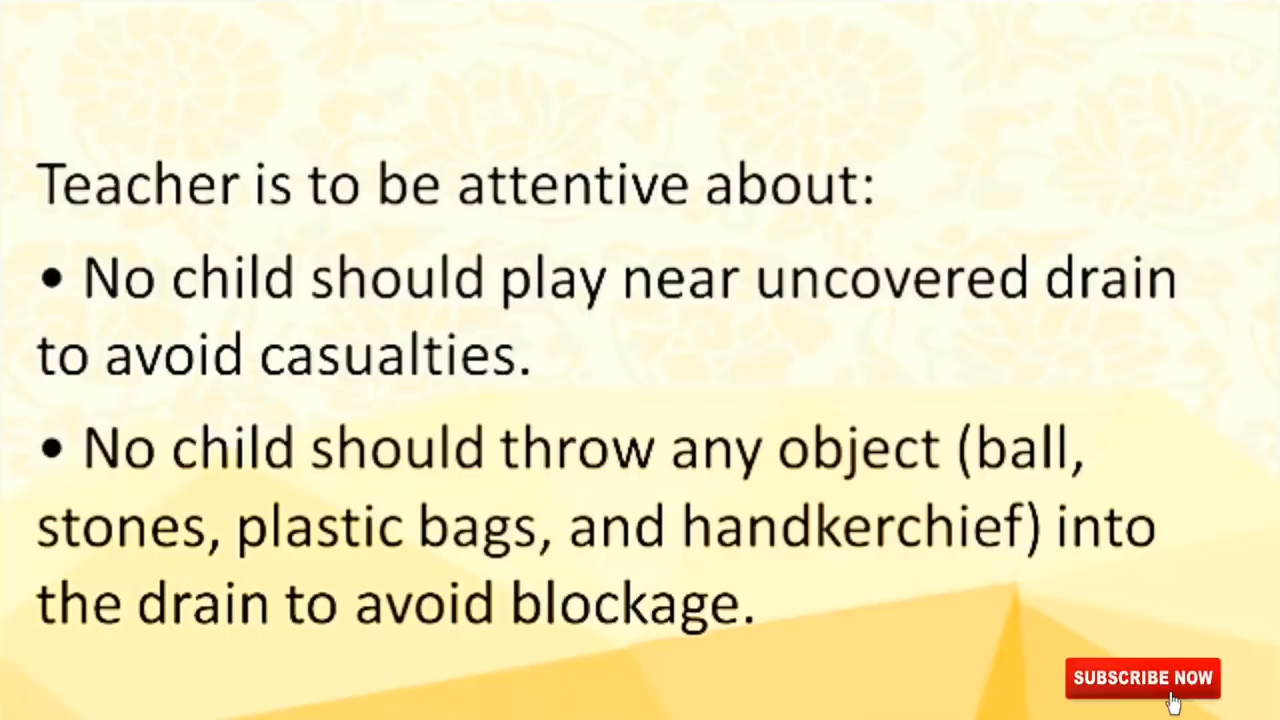 Teacher is to be attentive about:
• No child should play near uncovered drain
to avoid casualties.
• No child should throw any object (ball,
stones, plastic bags, and handkerchief) into
the drain to avoid blockage.
SUBSCRIBE NOW